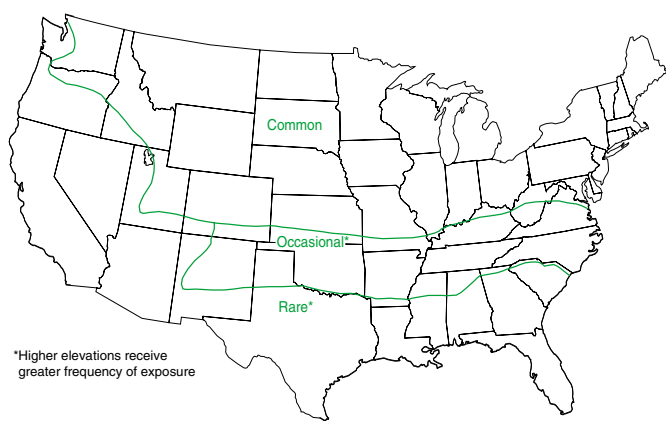 Common
Occasional*
Rare*
*Higher elevations receive
greater frequency of exposure